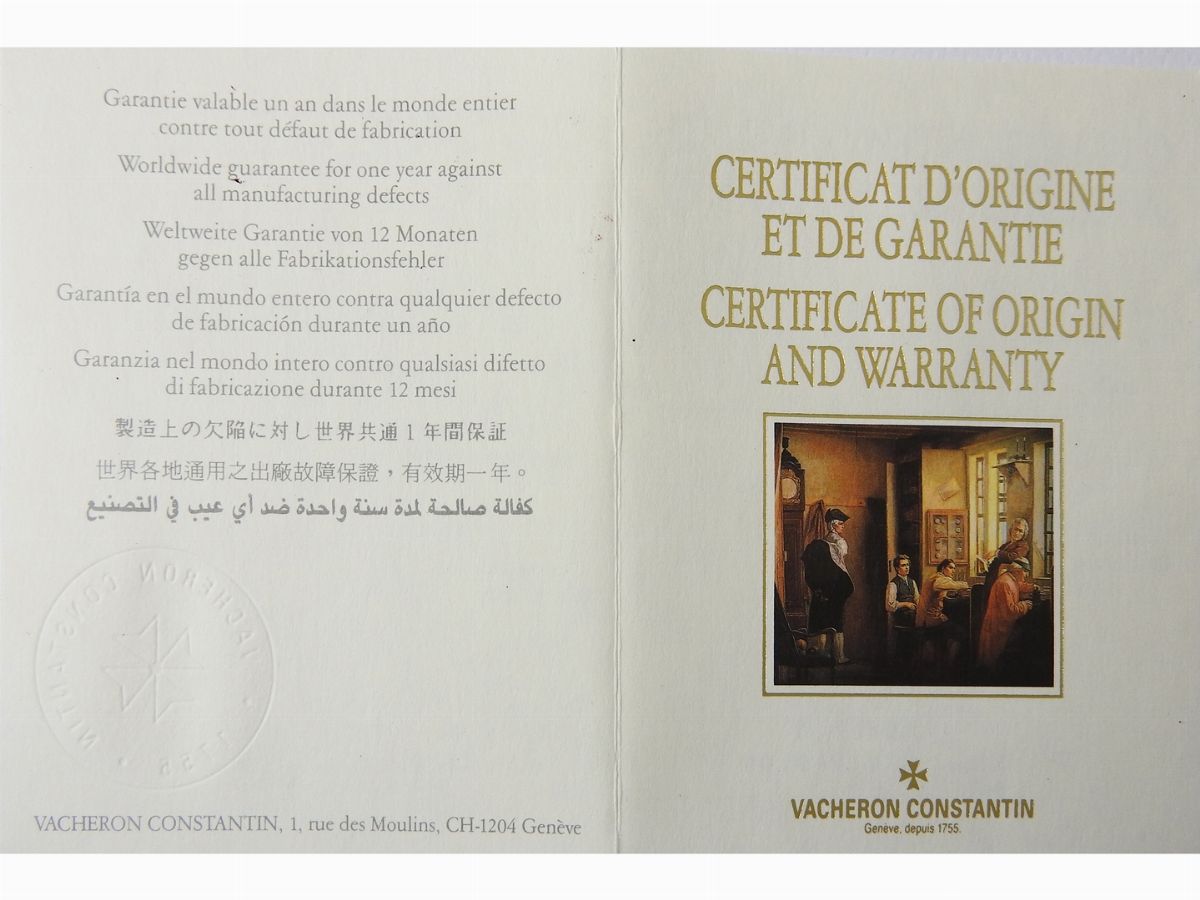 Garantie valable un an dans le monde entier
contre tout défaut de fabrication
Worldwide guarantee for one year against
all manufacturing defects
Weltweite Garantie von 12 Monaten
gegen alle Fabrikationsfehler
Garantía en el mundo entero contra qualquier defecto
de fabricación durante un año
Garanzia nel mondo intero contro qualsiasi difetto
di fabricazione durante 12 mesi
製造上の欠陥に対し世界共通1年間保証
世界各地通用之出廠故障保證，有效期一年。
كفالة صالحة لمدة سنة واحدة ضد أي عيب في التصنيع
VACHERON CONSTANTIN • 1755 •
VACHERON CONSTANTIN, 1, rue des Moulins, CH-1204 Genève
CERTIFICAT D'ORIGINE
ET DE GARANTIE
CERTIFICATE OF ORIGIN
AND WARRANTY
VACHERON CONSTANTIN
Genève, depuis 1755.